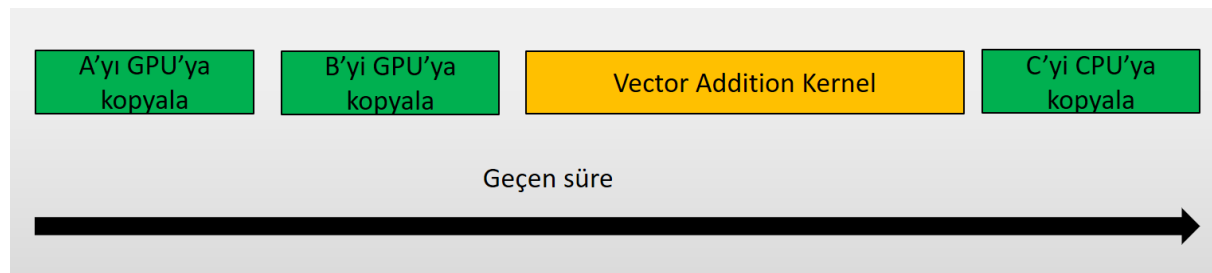 A'yı GPU'ya
kopyala
B'yi GPU'ya
kopyala
Vector Addition Kernel
C'yi CPU'ya
kopyala
Geçen süre